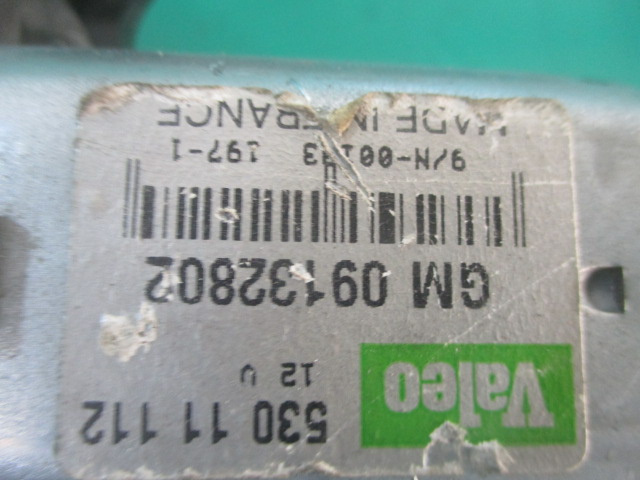 Valeo
530 11 112
12 V
GM 09132802
197-1
MADE IN FRANCE